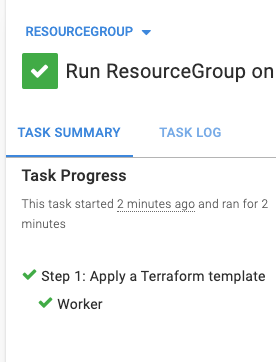 RESOURCEGROUP
Run ResourceGroup on
TASK SUMMARY TASK LOG
Task Progress
This task started 2 minutes ago and ran for 2
minutes
Step 1: Apply a Terraform template
Worker